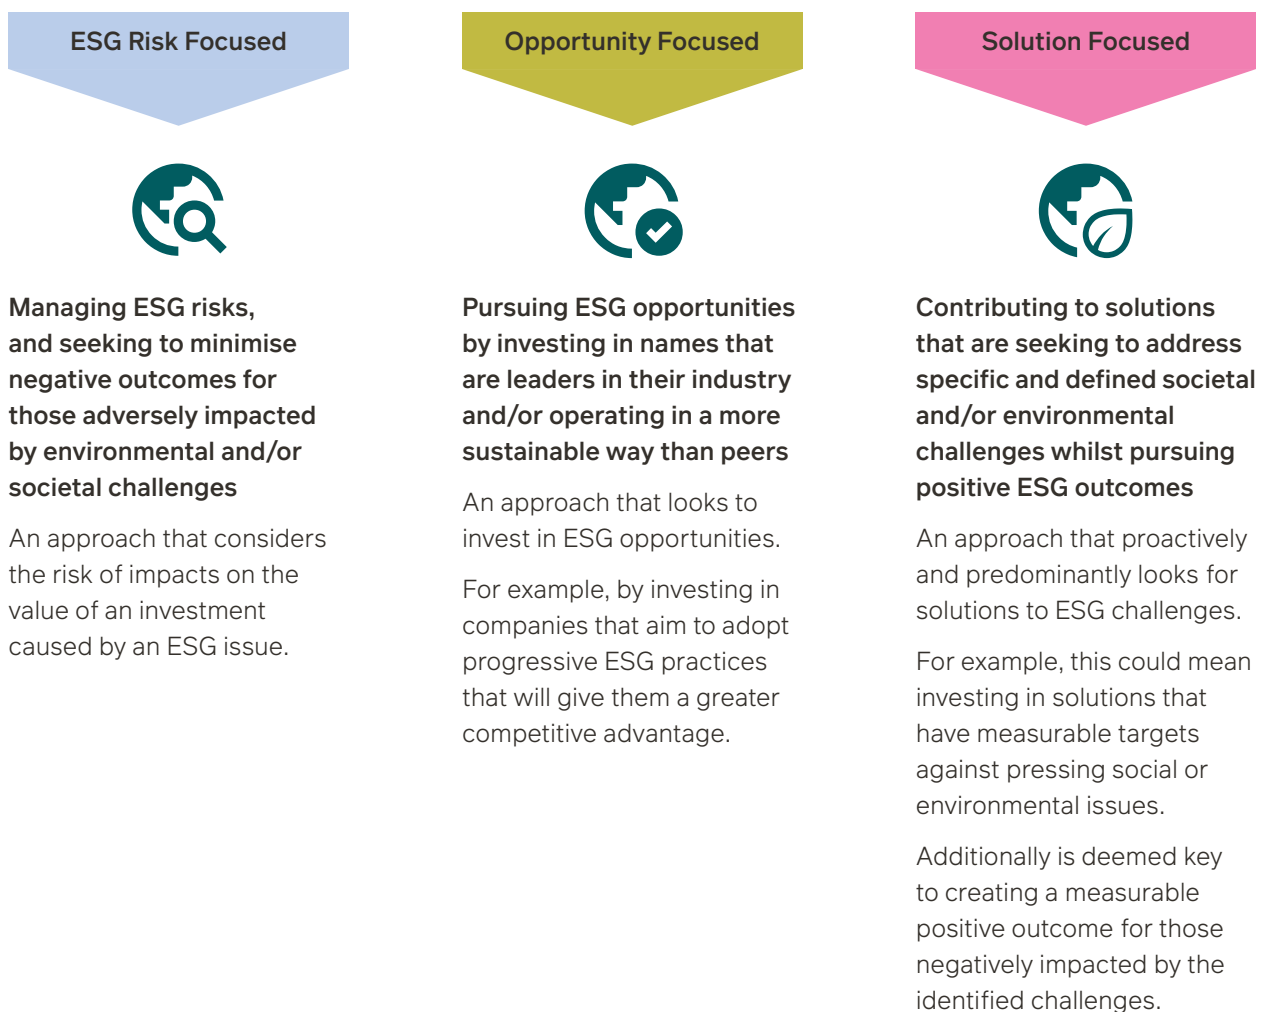 ESG Risk Focused
Managing ESG risks,
and seeking to minimise
negative outcomes for
those adversely impacted
by environmental and/or
societal challenges
An approach that considers
the risk of impacts on the
value of an investment
caused by an ESG issue.
Opportunity Focused
Pursuing ESG opportunities
by investing in names that
are leaders in their industry
and/or operating in a more
sustainable way than peers
An approach that looks to
invest in ESG opportunities.
For example, by investing in
companies that aim to adopt
progressive ESG practices
that will give them a greater
competitive advantage.
Solution Focused
Contributing to solutions
that are seeking to address
specific and defined societal
and/or environmental
challenges whilst pursuing
positive ESG outcomes
An approach that proactively
and predominantly looks for
solutions to ESG challenges.
For example, this could mean
investing in solutions that
have measurable targets
against pressing social or
environmental issues.
Additionally is deemed key
to creating a measurable
positive outcome for those
negatively impacted by the
identified challenges.